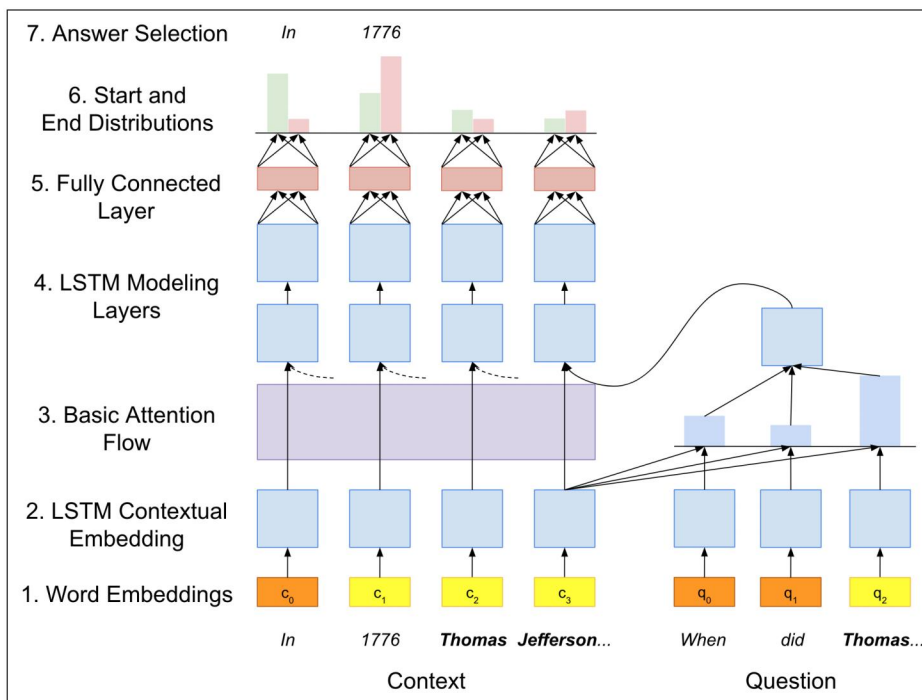 7. Answer Selection
In 1776
6. Start and
End Distributions
5. Fully Connected
Layer
4. LSTM Modeling
Layers
3. Basic Attention
Flow
2. LSTM Contextual
Embedding
1. Word Embeddings
c₀ c₁ c₂ c₃ q₀ q₁ q₂
In 1776 Thomas Jefferson... When did Thomas...
Context Question